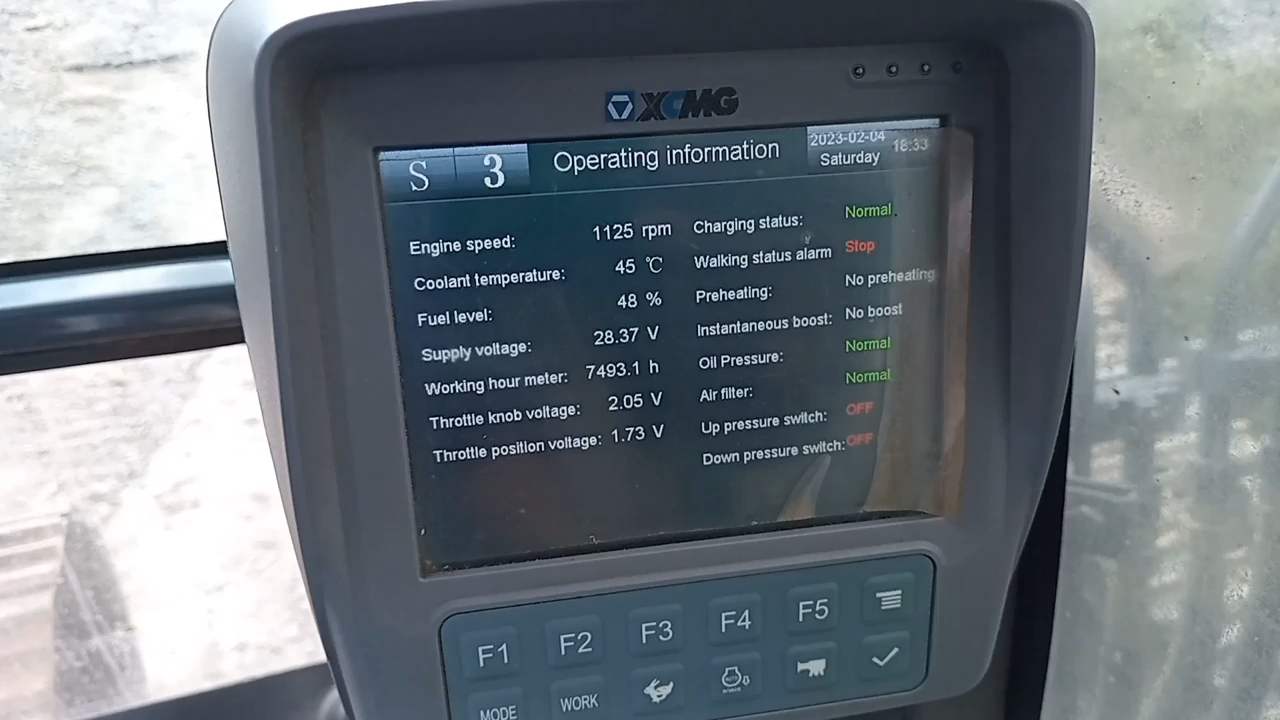 XCMG
S 3 Operating information 2023-02-04 18:33
Saturday
Engine speed: 1125 rpm
Coolant temperature: 45 ℃
Fuel level: 48 %
Supply voltage: 28.37 V
Working hour meter: 7493.1 h
Throttle knob voltage: 2.05 V
Throttle position voltage: 1.73 V
Charging status: Normal
Walking status alarm Stop
Preheating: No preheating
Instantaneous boost: No boost
Oil Pressure: Normal
Air filter: Normal
Up pressure switch: OFF
Down pressure switch: OFF
F1 F2 F3 F4 F5
MODE WORK